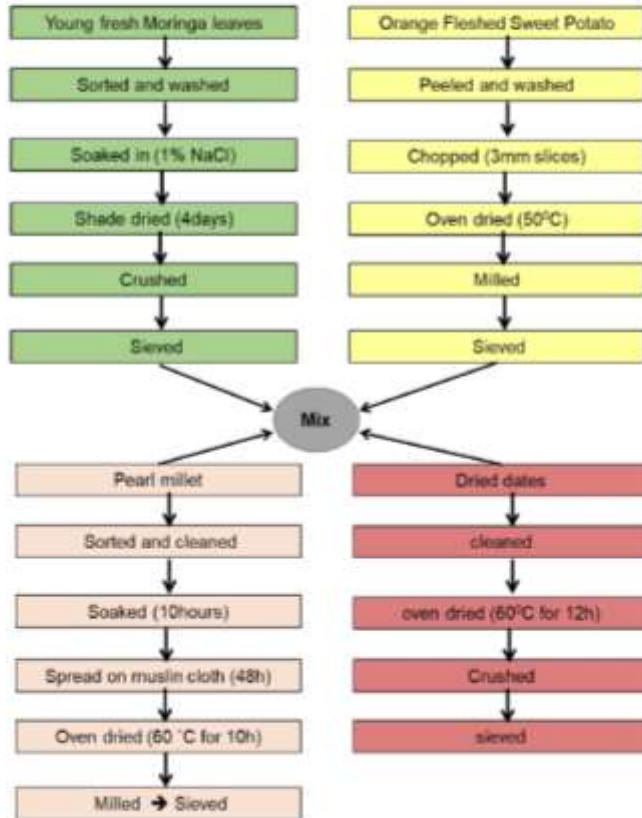 Young fresh Moringa leaves
Sorted and washed
Soaked in (1% NaCl)
Shade dried (4days)
Crushed
Sieved
Orange Fleshed Sweet Potato
Peeled and washed
Chopped (3mm slices)
Oven dried (50⁰C)
Milled
Sieved
Mix
Pearl millet
Sorted and cleaned
Soaked (10hours)
Spread on muslin cloth (48h)
Oven dried (60 °C for 10h)
Milled → Sieved
Dried dates
cleaned
oven dried (60⁰C for 12h)
Crushed
sieved